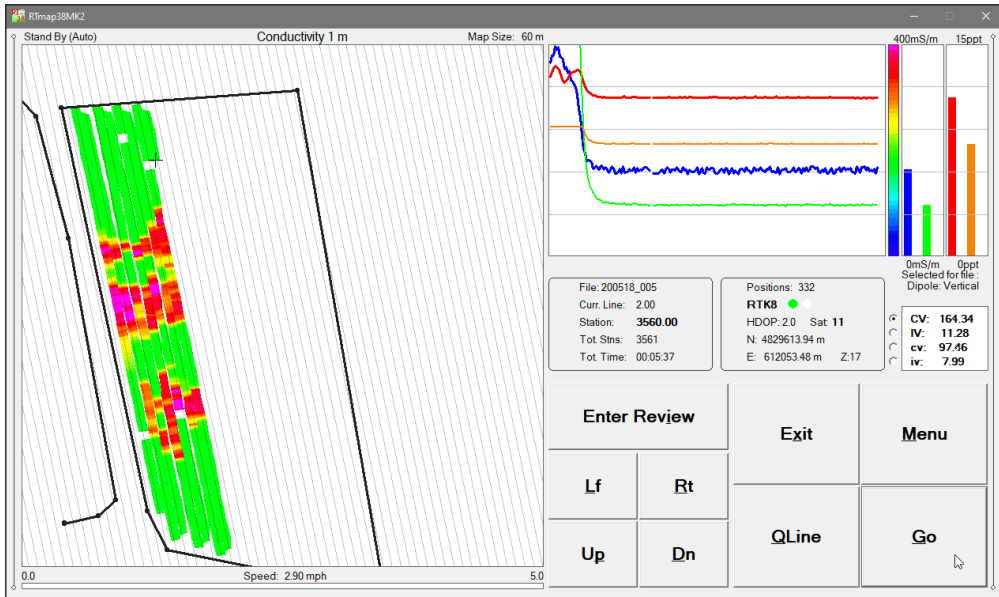 RTmap38MK2
Stand By (Auto) Conductivity 1 m Map Size: 60 m
400mS/m 15ppt
0mS/m 0ppt
Selected for file :
Dipole: Vertical
File: 200518_005
Curr. Line: 2.00
Station: 3560.00
Tot. Stns: 3561
Tot. Time: 00:05:37
Positions: 332
RTK8
HDOP: 2.0 Sat: 11
N: 4829613.94 m
E: 612053.48 m Z:17
CV: 164.34
IV: 11.28
cv: 97.46
iv: 7.99
Enter Review
Exit
Menu
Lf
Rt
Up
Dn
QLine
Go
0.0 Speed: 2.90 mph 5.0